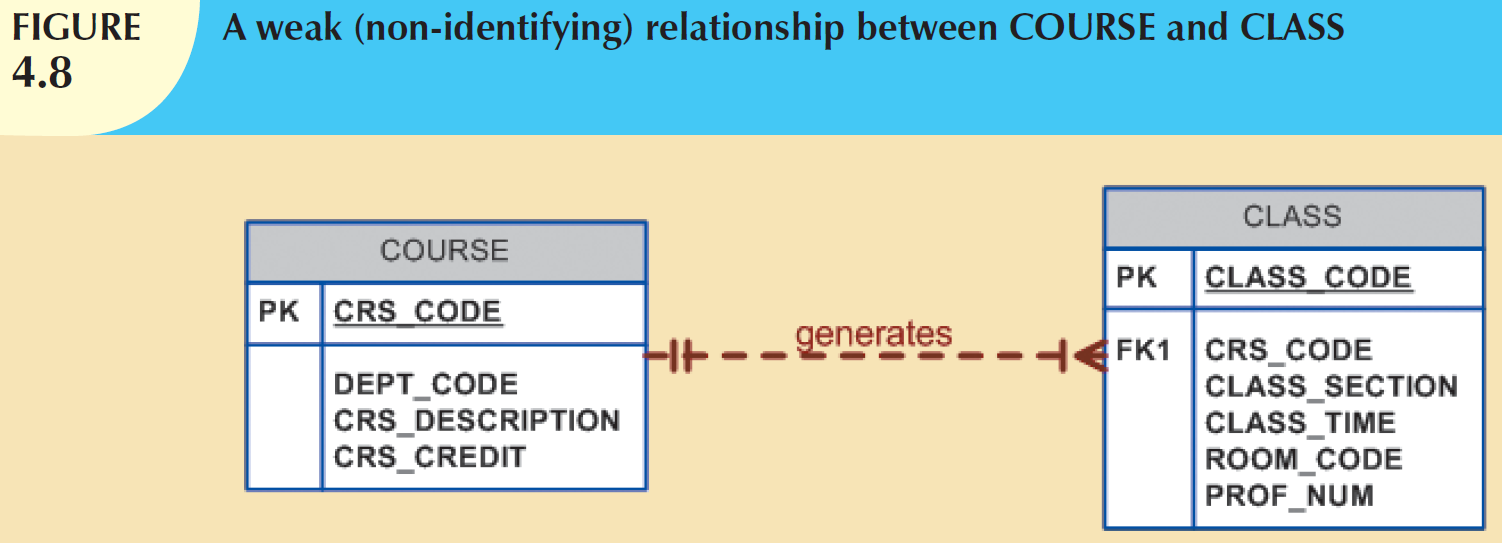 FIGURE 4.8
A weak (non-identifying) relationship between COURSE and CLASS
COURSE
PK CRS_CODE
DEPT_CODE
CRS_DESCRIPTION
CRS_CREDIT
generates
CLASS
PK CLASS_CODE
FK1 CRS_CODE
CLASS_SECTION
CLASS_TIME
ROOM_CODE
PROF_NUM